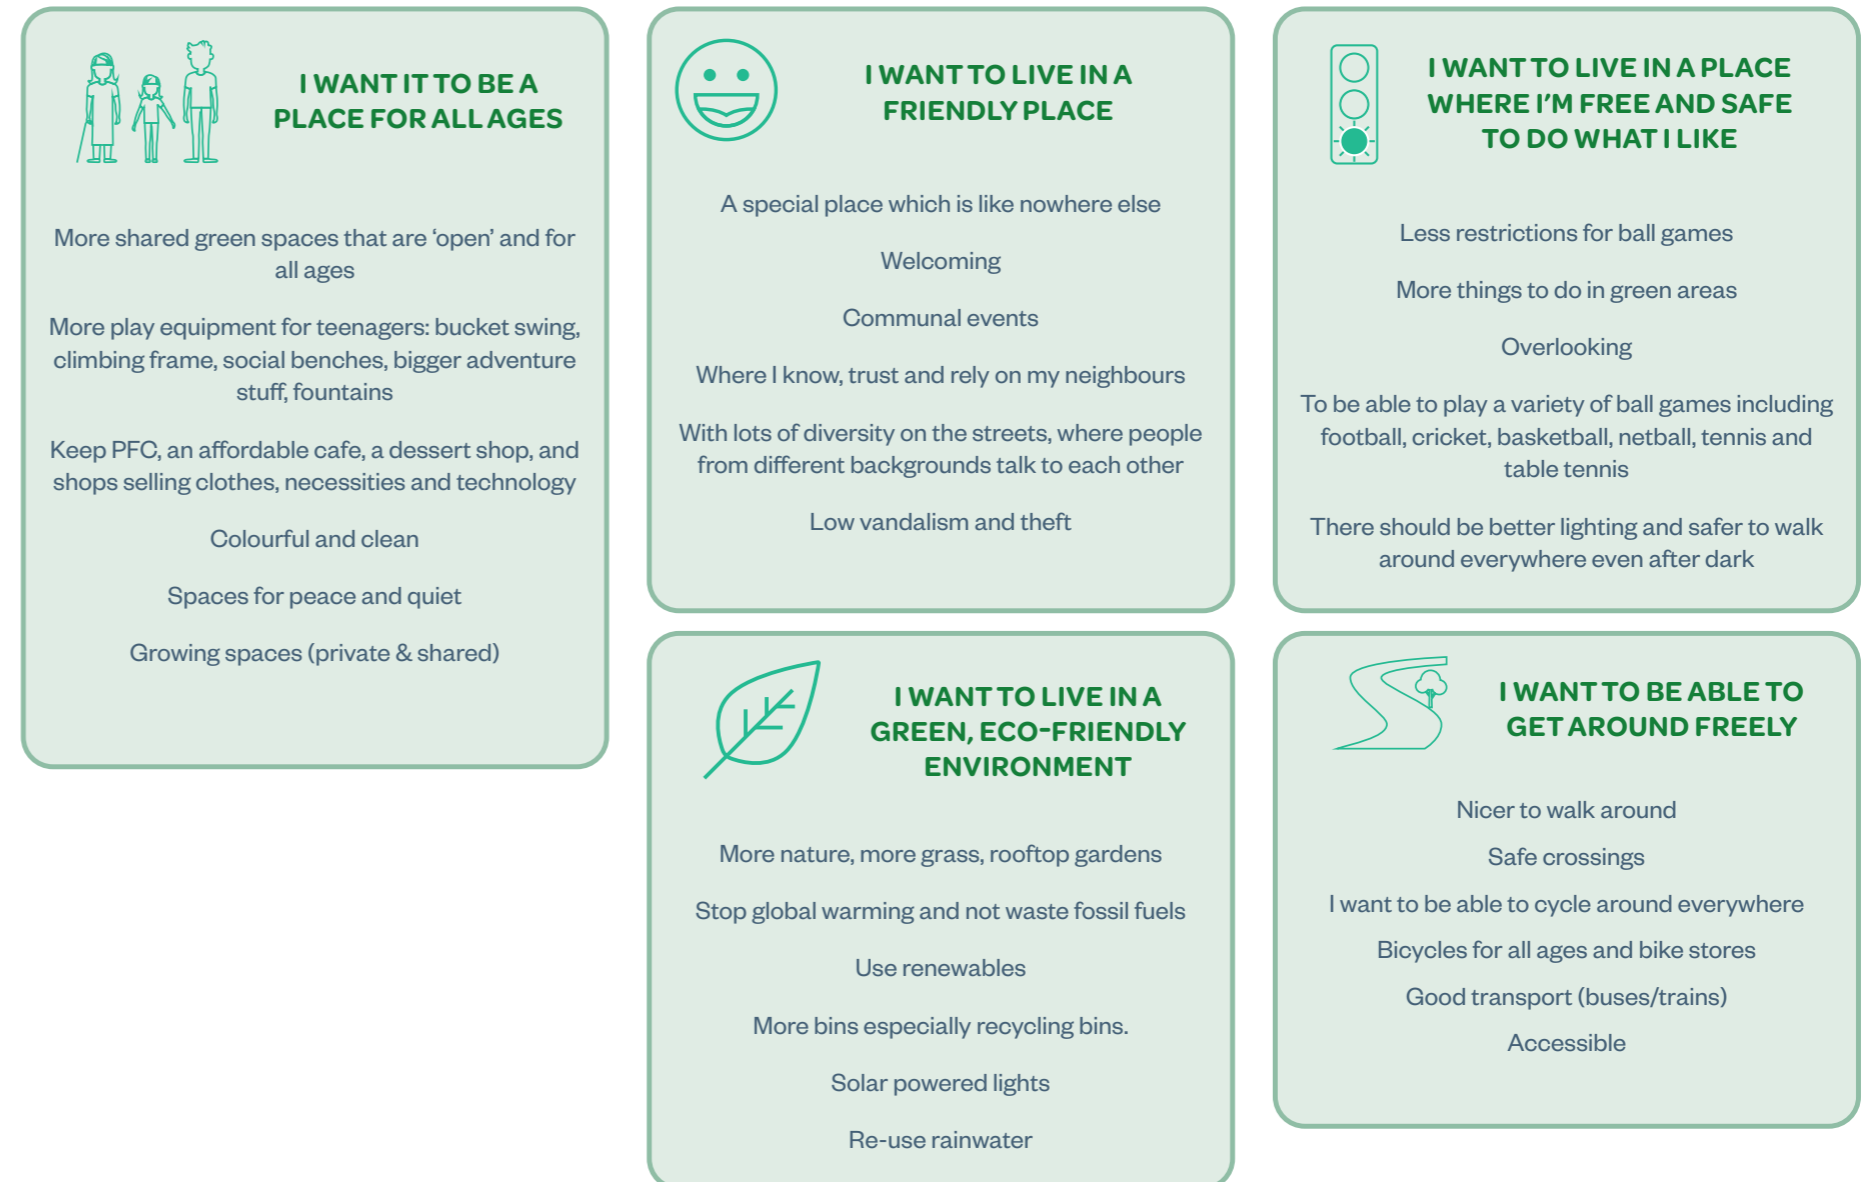 I WANT IT TO BE A
PLACE FOR ALL AGES
More shared green spaces that are ‘open’ and for
all ages
More play equipment for teenagers: bucket swing,
climbing frame, social benches, bigger adventure
stuff, fountains
Keep PFC, an affordable cafe, a dessert shop, and
shops selling clothes, necessities and technology
Colourful and clean
Spaces for peace and quiet
Growing spaces (private & shared)
I WANT TO LIVE IN A
FRIENDLY PLACE
A special place which is like nowhere else
Welcoming
Communal events
Where I know, trust and rely on my neighbours
With lots of diversity on the streets, where people
from different backgrounds talk to each other
Low vandalism and theft
I WANT TO LIVE IN A PLACE
WHERE I’M FREE AND SAFE
TO DO WHAT I LIKE
Less restrictions for ball games
More things to do in green areas
Overlooking
To be able to play a variety of ball games including
football, cricket, basketball, netball, tennis and
table tennis
There should be better lighting and safer to walk
around everywhere even after dark
I WANT TO LIVE IN A
GREEN, ECO-FRIENDLY
ENVIRONMENT
More nature, more grass, rooftop gardens
Stop global warming and not waste fossil fuels
Use renewables
More bins especially recycling bins.
Solar powered lights
Re-use rainwater
I WANT TO BE ABLE TO
GET AROUND FREELY
Nicer to walk around
Safe crossings
I want to be able to cycle around everywhere
Bicycles for all ages and bike stores
Good transport (buses/trains)
Accessible